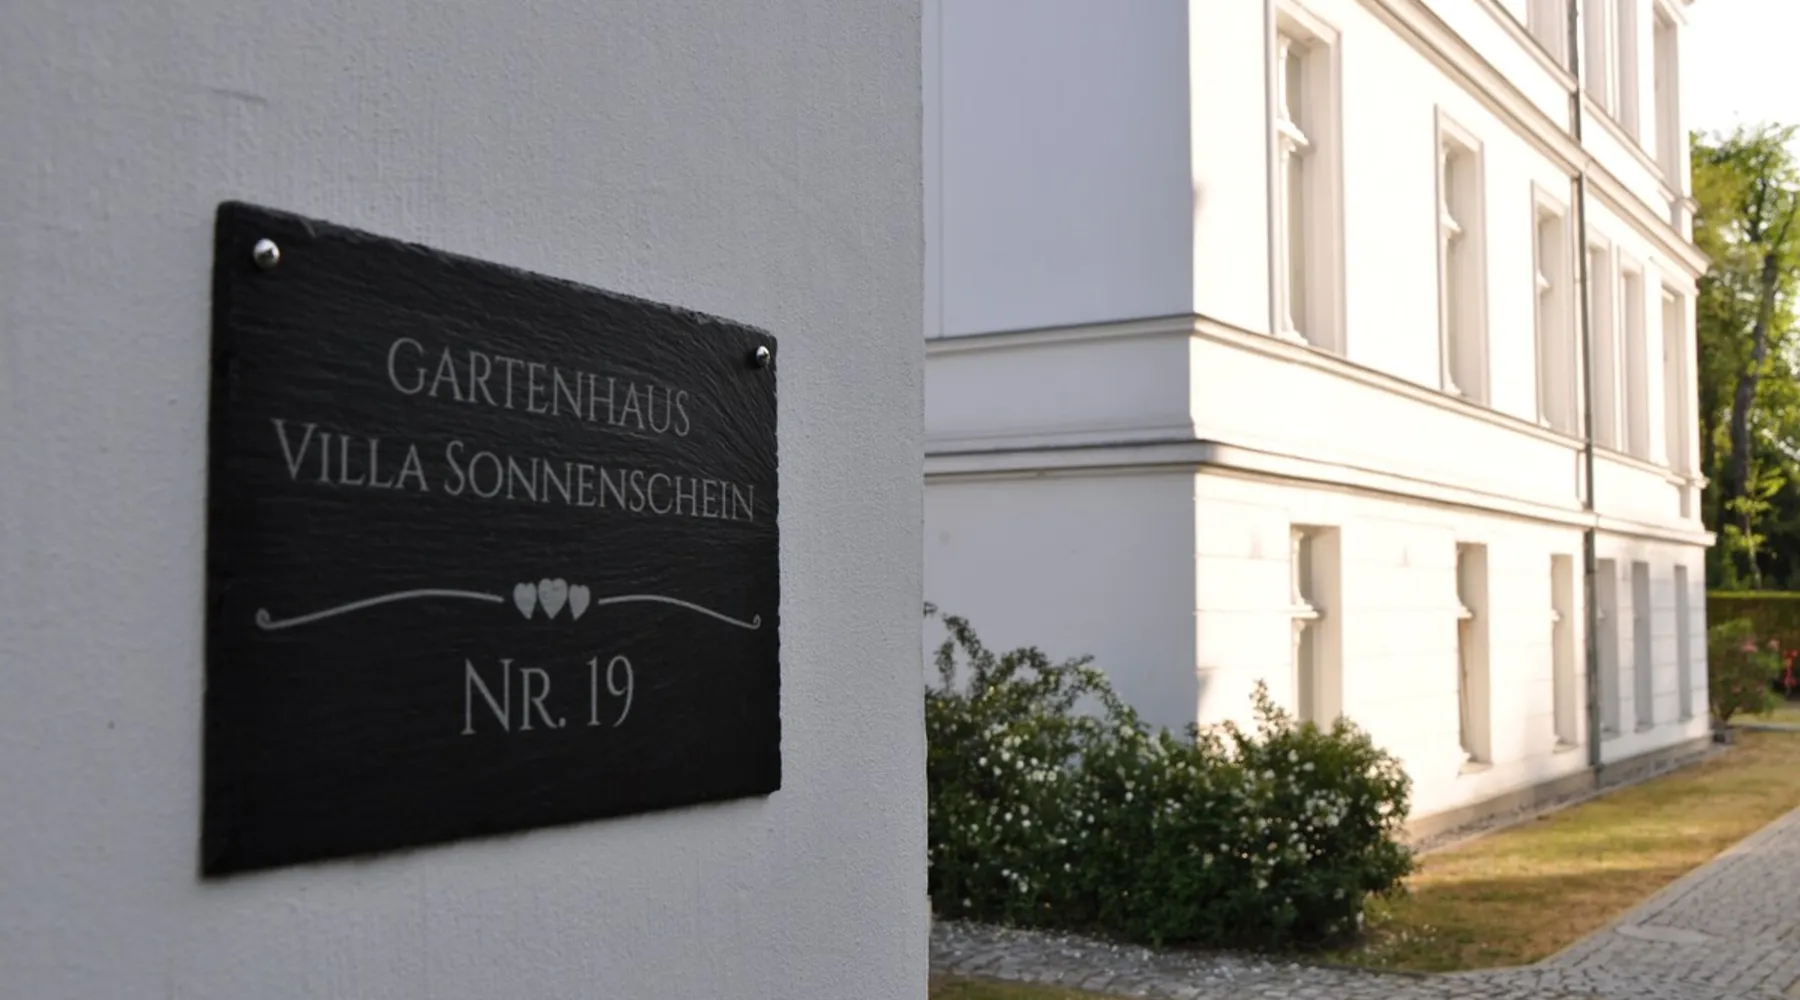 GARTENHAUS
VILLA SONNENSCHEIN
NR. 19